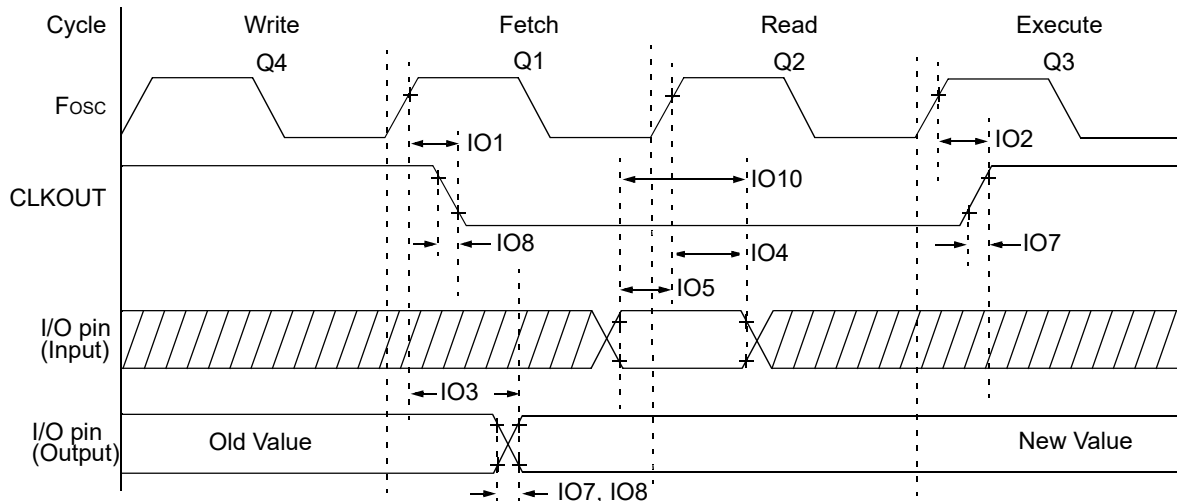 Cycle Write Fetch Read Execute
Q4 Q1 Q2 Q3
FOSC
IO1 IO2
CLKOUT IO10
IO8 IO4 IO7
IO5
I/O pin
(Input)
IO3
I/O pin
(Output)
Old Value New Value
IO7, IO8